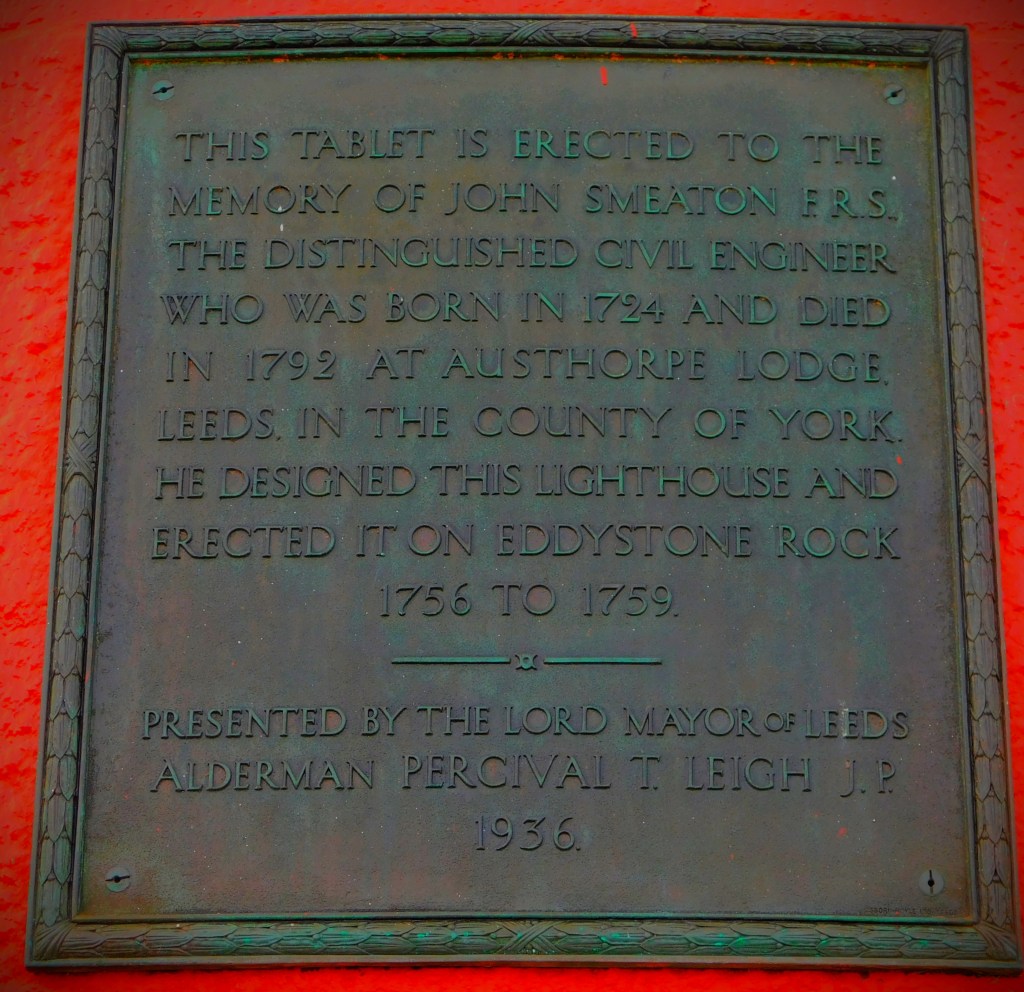 THIS TABLET IS ERECTED TO THE
MEMORY OF JOHN SMEATON F.R.S.,
THE DISTINGUISHED CIVIL ENGINEER
WHO WAS BORN IN 1724 AND DIED
IN 1792 AT AUSTHORPE LODGE,
LEEDS, IN THE COUNTY OF YORK.
HE DESIGNED THIS LIGHTHOUSE AND
ERECTED IT ON EDDYSTONE ROCK
1756 TO 1759.
PRESENTED BY THE LORD MAYOR OF LEEDS
ALDERMAN PERCIVAL T. LEIGH J.P.
1936.